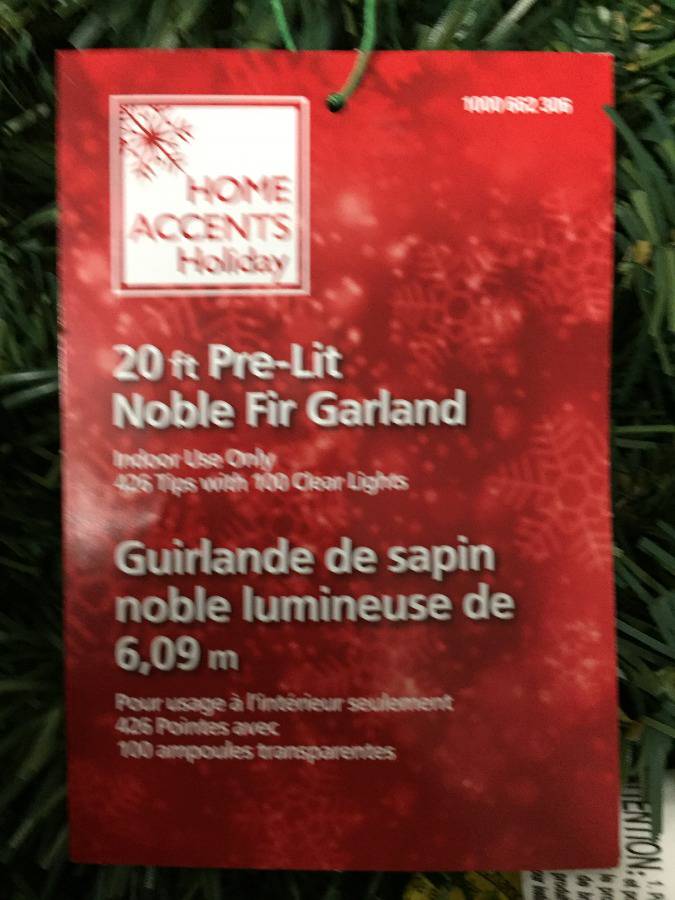 1000 662 306
HOME
ACCENTS
Holiday
20 ft Pre-Lit
Noble Fir Garland
Indoor Use Only
426 Tips with 100 Clear Lights
Guirlande de sapin
noble lumineuse de
6,09 m
Pour usage à l'intérieur seulement
426 Pointes avec
100 ampoules transparentes